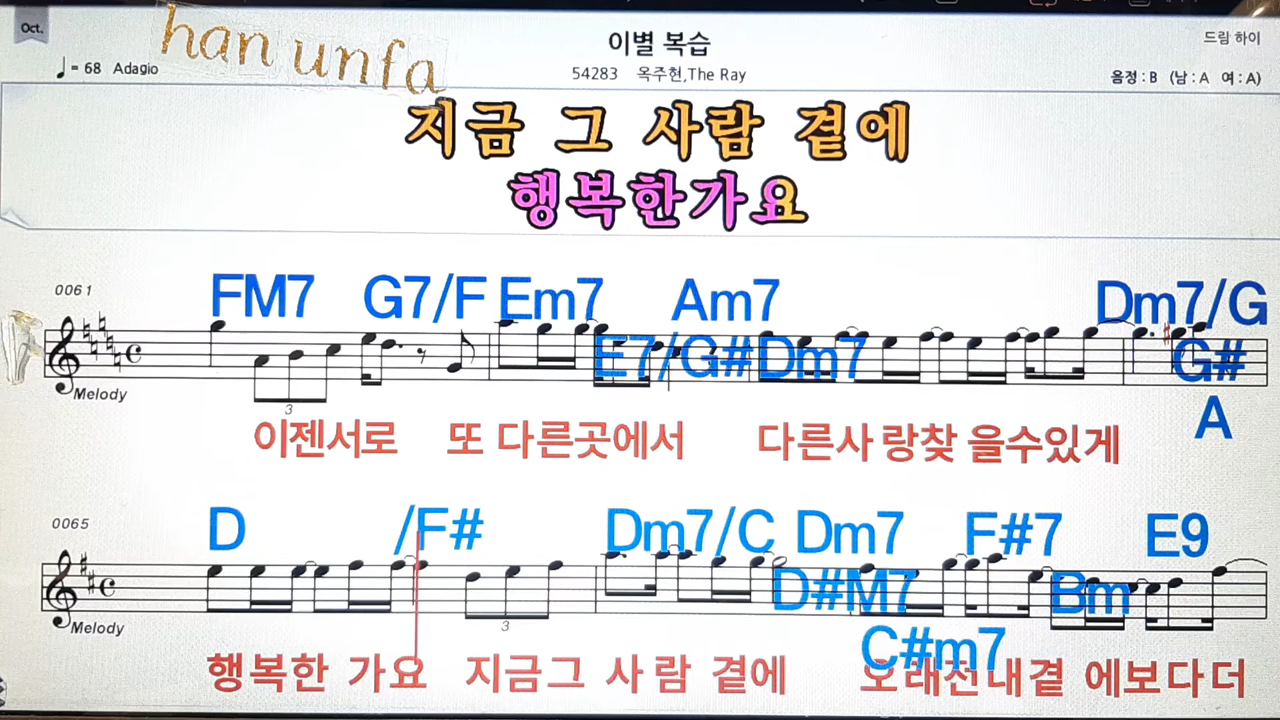 Oct.
han unfa
이별 복습
드림 하이
♩= 68 Adagio
54283 옥주현,The Ray
음정 : B (남 : A 여 : A)
지금 그 사람 곁에
행복한가요
0061
FM7 G7/F Em7 Am7 Dm7/G
E7/G# Dm7 G#
Melody
3
A
이젠서로 또 다른곳에서 다른사랑찾 을수있게
0065
D /F# Dm7/C Dm7 F#7 E9
D#M7 Bm
Melody
3
C#m7
행복한 가요 지금그 사람 곁에 오래전내곁 에보다더